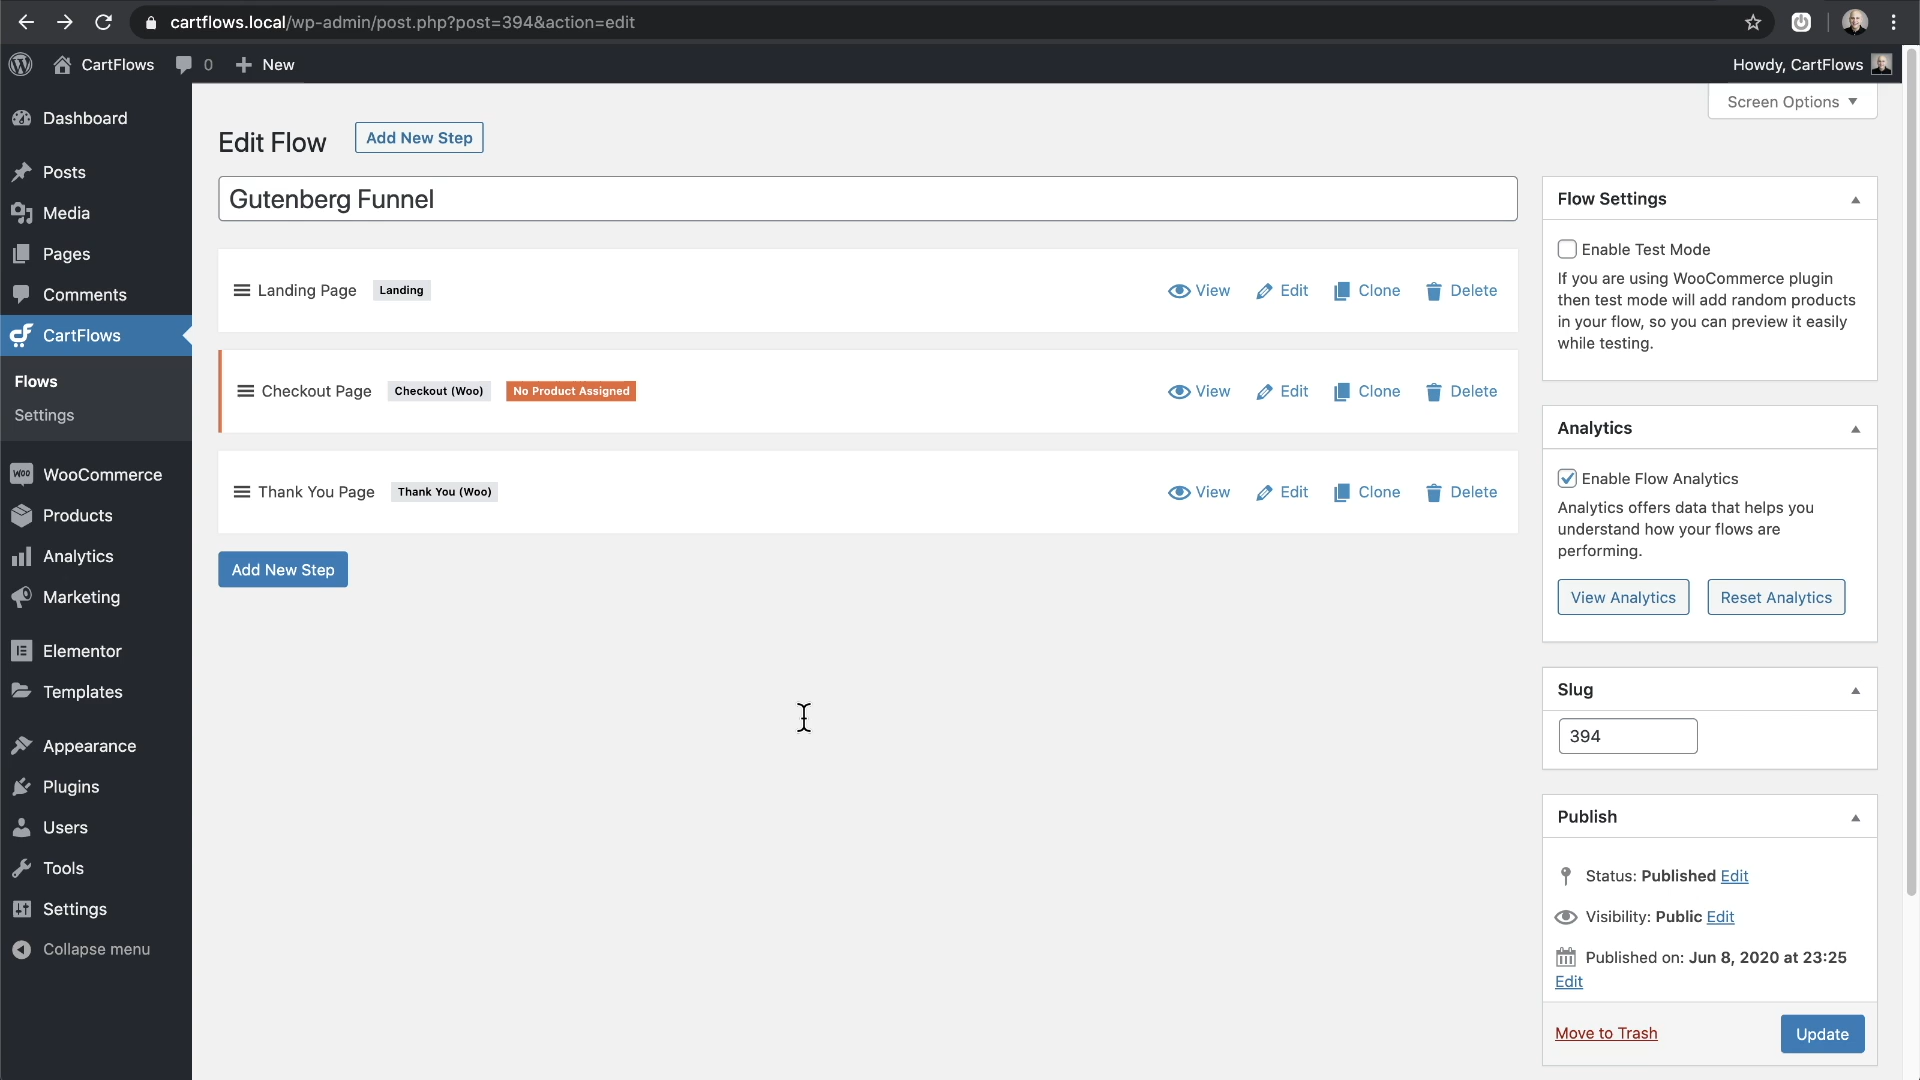 cartflows.local/wp-admin/post.php?post=394&action=edit
CartFlows 0 New
Howdy, CartFlows
Screen Options
Dashboard
Posts
Media
Pages
Comments
CartFlows
Flows
Settings
WooCommerce
Products
Analytics
Marketing
Elementor
Templates
Appearance
Plugins
Users
Tools
Settings
Collapse menu
Edit Flow Add New Step
Gutenberg Funnel
Landing Page Landing View Edit Clone Delete
Checkout Page Checkout (Woo) No Product Assigned View Edit Clone Delete
Thank You Page Thank You (Woo) View Edit Clone Delete
Add New Step
Flow Settings
Enable Test Mode
If you are using WooCommerce plugin
then test mode will add random products
in your flow, so you can preview it easily
while testing.
Analytics
Enable Flow Analytics
Analytics offers data that helps you
understand how your flows are
performing.
View Analytics Reset Analytics
Slug
394
Publish
Status: Published Edit
Visibility: Public Edit
Published on: Jun 8, 2020 at 23:25
Edit
Move to Trash Update